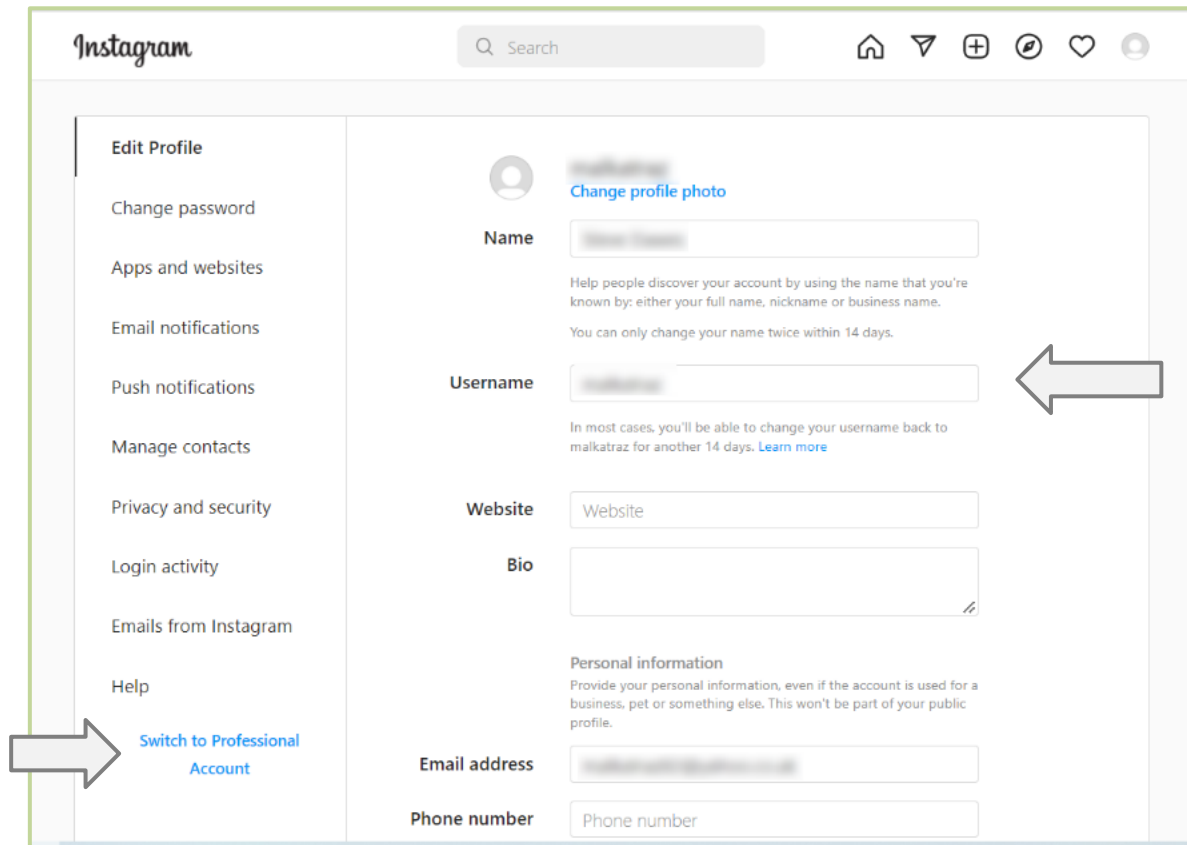 Instagram
Search
Edit Profile
Change password
Apps and websites
Email notifications
Push notifications
Manage contacts
Privacy and security
Login activity
Emails from Instagram
Help
Switch to Professional
Account
Change profile photo
Name
Help people discover your account by using the name that you're
known by: either your full name, nickname or business name.
You can only change your name twice within 14 days.
Username
In most cases, you'll be able to change your username back to
malkatraz for another 14 days. Learn more
Website
Website
Bio
Personal information
Provide your personal information, even if the account is used for a
business, pet or something else. This won't be part of your public
profile.
Email address
Phone number
Phone number